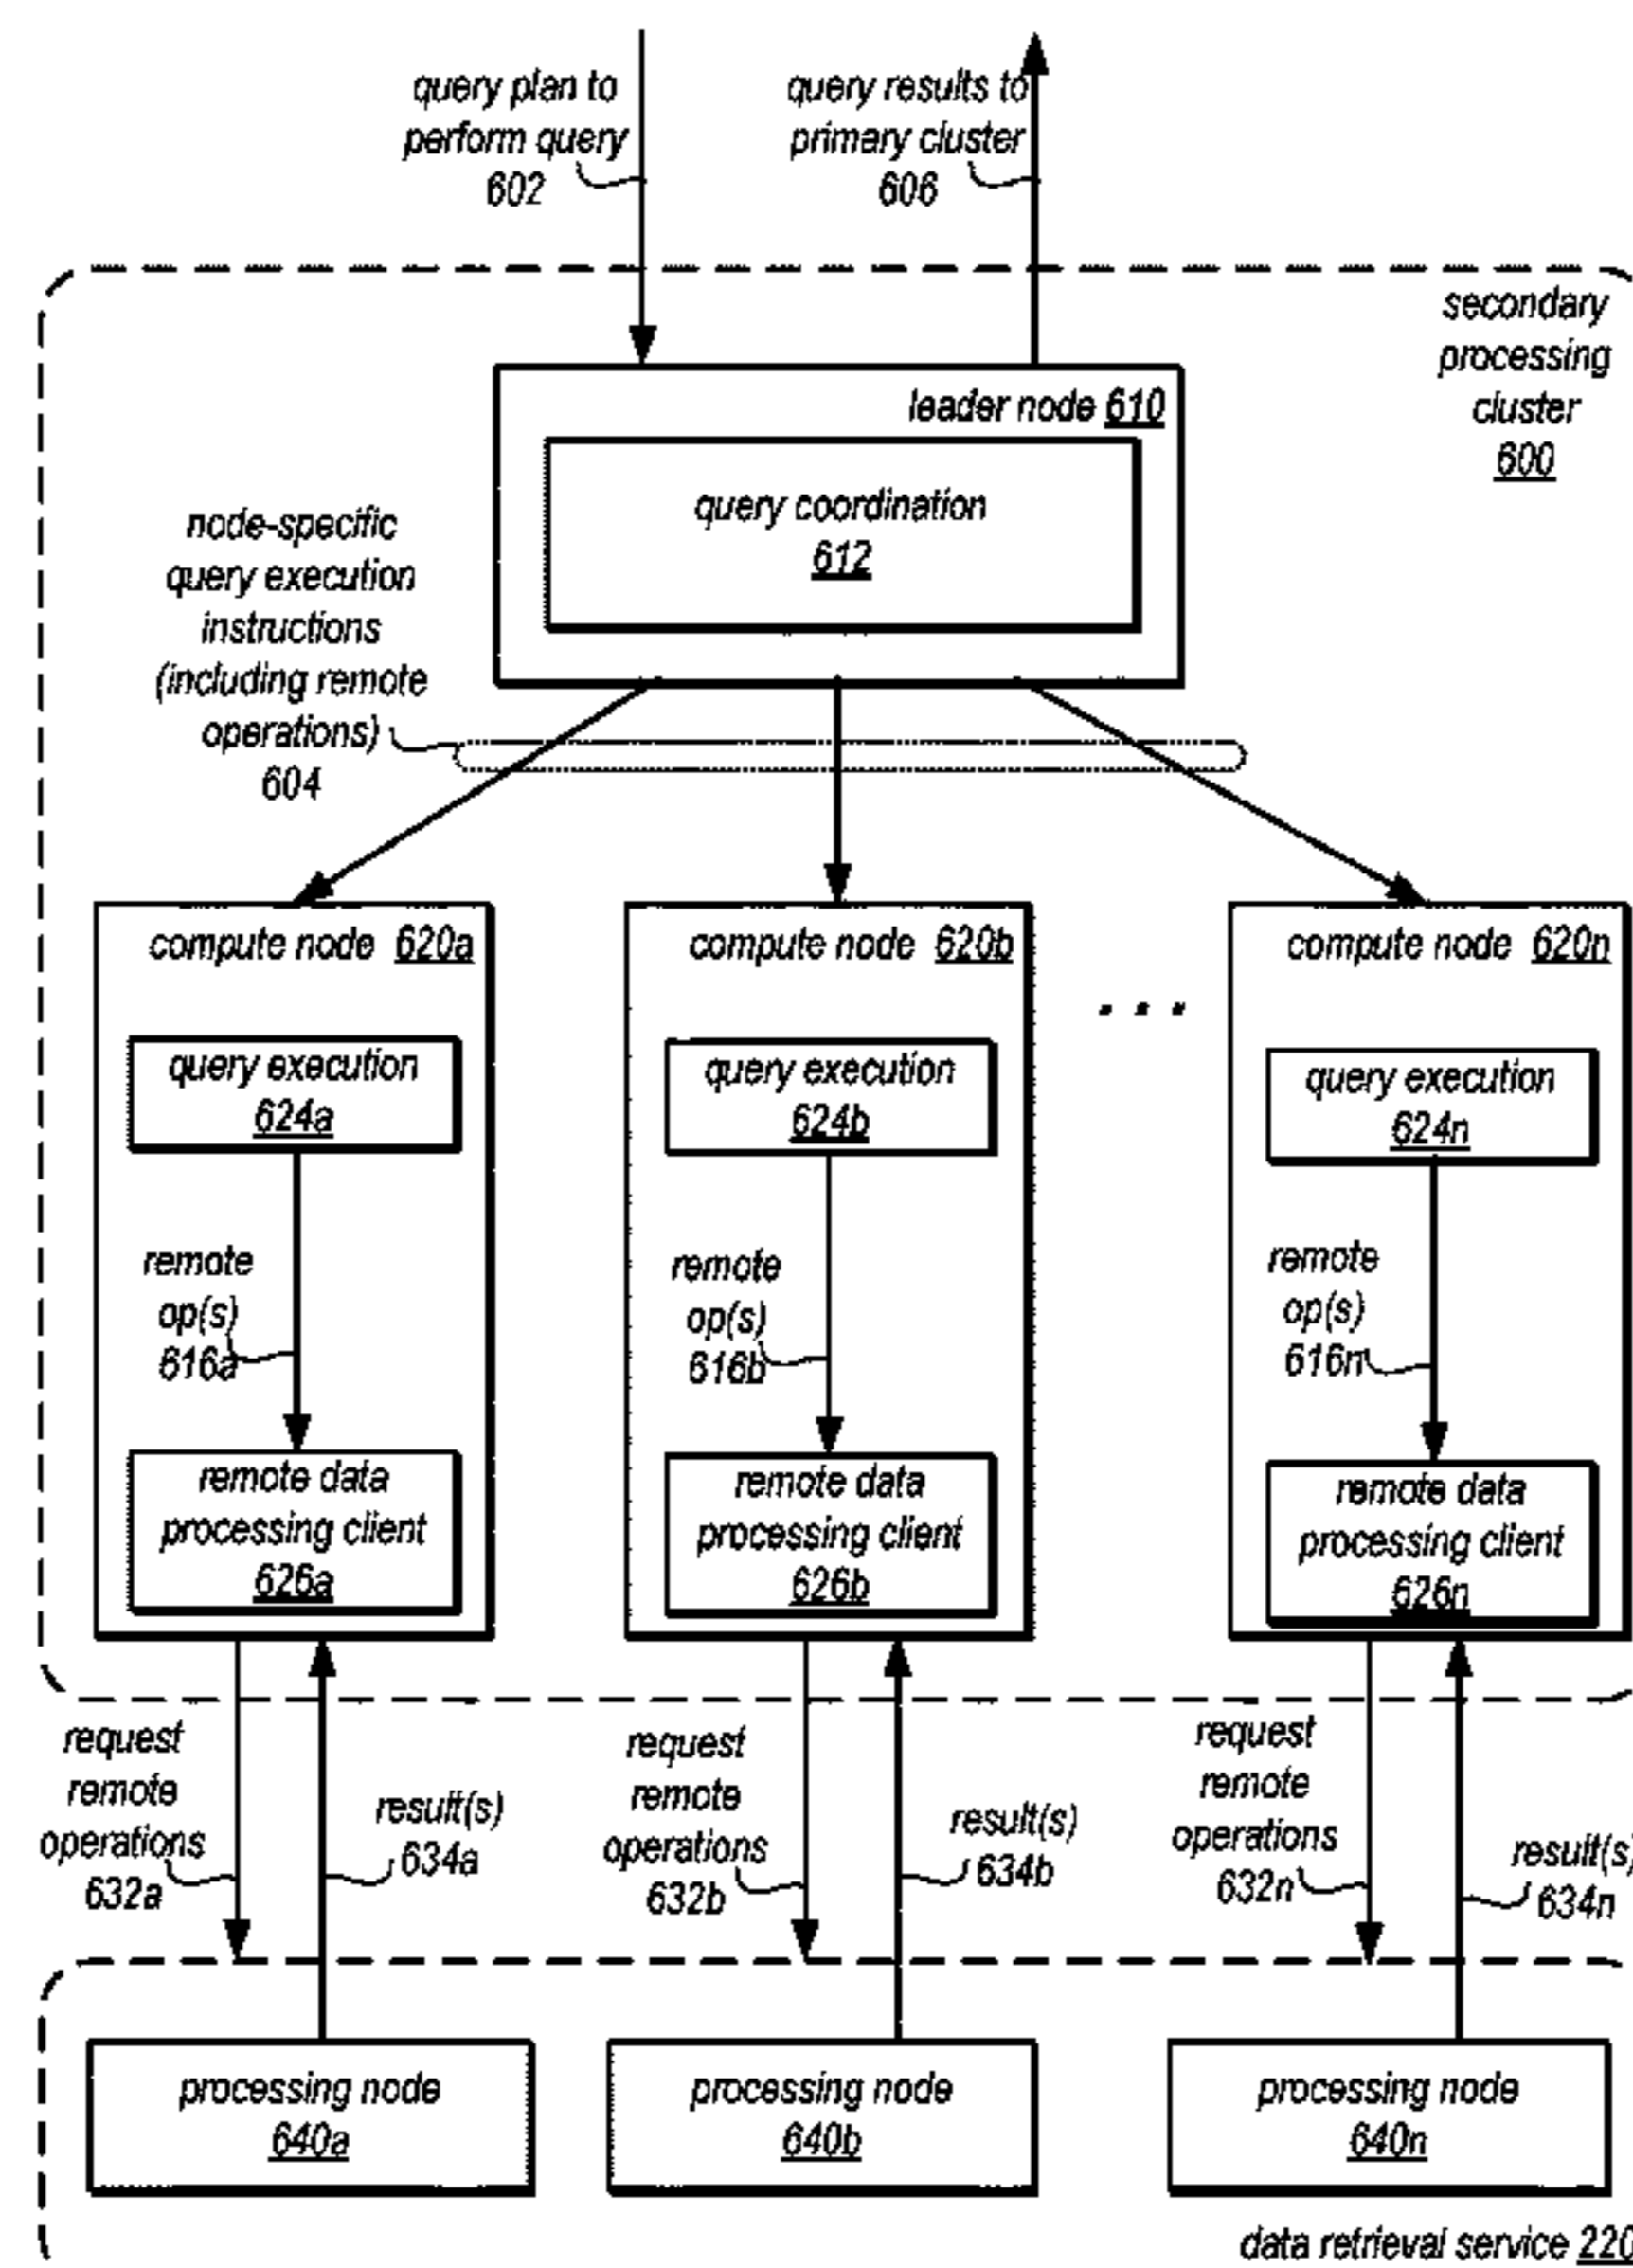 query plan to
perform query
602
query results to
primary cluster
606
secondary
processing
cluster
600
leader node 610
query coordination
612
node-specific
query execution
instructions
(including remote
operations)
604
compute node 620a
query execution
624a
remote
op(s)
616a
remote data
processing client
626a
compute node 620b
query execution
624b
remote
op(s)
616b
remote data
processing client
626b
. . .
compute node 620n
query execution
624n
remote
op(s)
616n
remote data
processing client
626n
request
remote
operations
632a
result(s)
634a
request
remote
operations
632b
result(s)
634b
request
remote
operations
632n
result(s)
634n
processing node
640a
processing node
640b
processing node
640n
data retrieval service 220